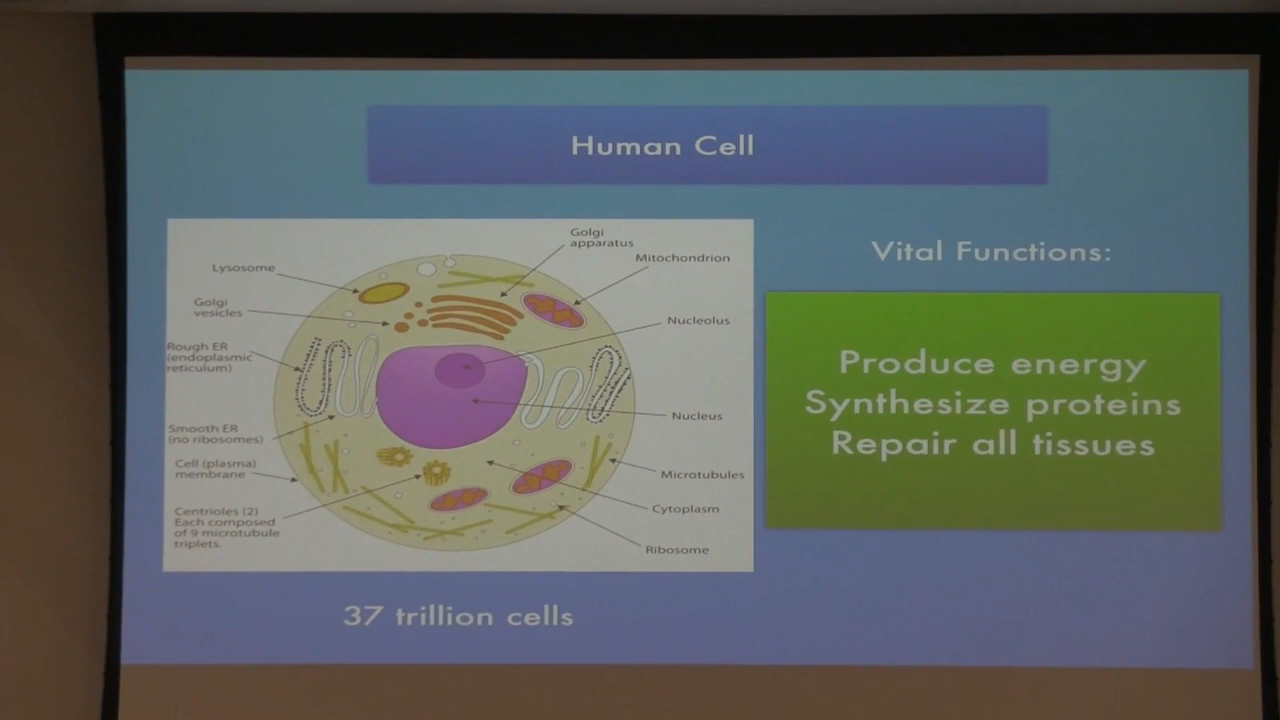 Human Cell
Golgi
apparatus
Mitochondrion
Lysosome
Golgi
vesicles
Nucleolus
Rough ER
(endoplasmic
reticulum)
Nucleus
Smooth ER
(no ribosomes)
Cell (plasma)
membrane
Microtubules
Centrioles (2)
Each composed
of 9 microtubule
triplets.
Cytoplasm
Ribosome
37 trillion cells
Vital Functions:
Produce energy
Synthesize proteins
Repair all tissues